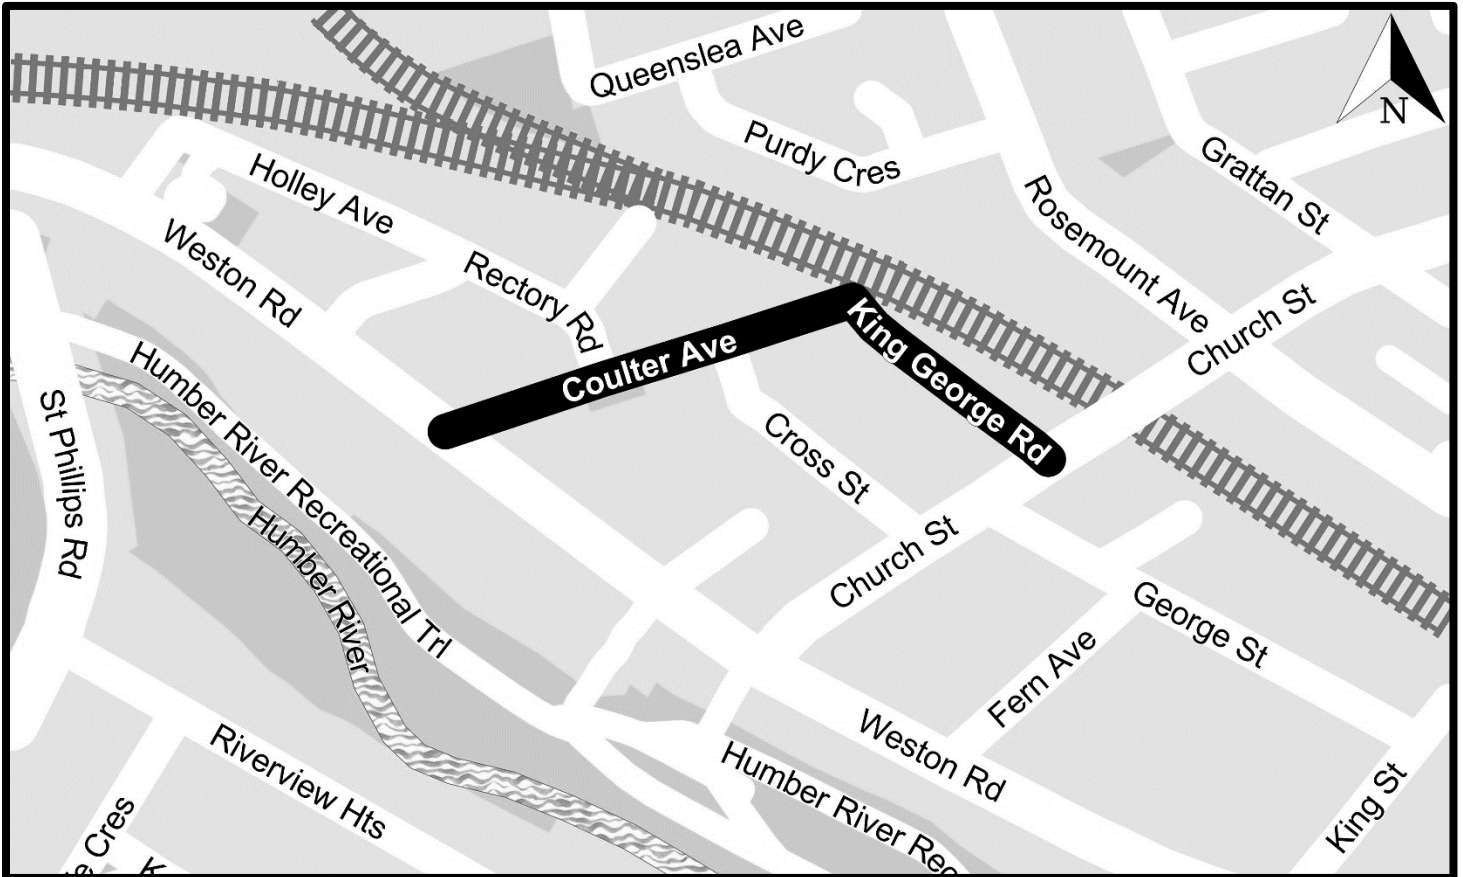 Queenslea Ave
N
Purdy Cres
Grattan St
Holley Ave
Rosemount Ave
Weston Rd
Rectory Rd
Church St
King George Rd
Coulter Ave
Humber River Recreational Trl
St Phillips Rd
Cross St
Humber River
Church St
George St
Fern Ave
Weston Rd
Riverview Hts
Humber River Rec
King St
e Cres
K